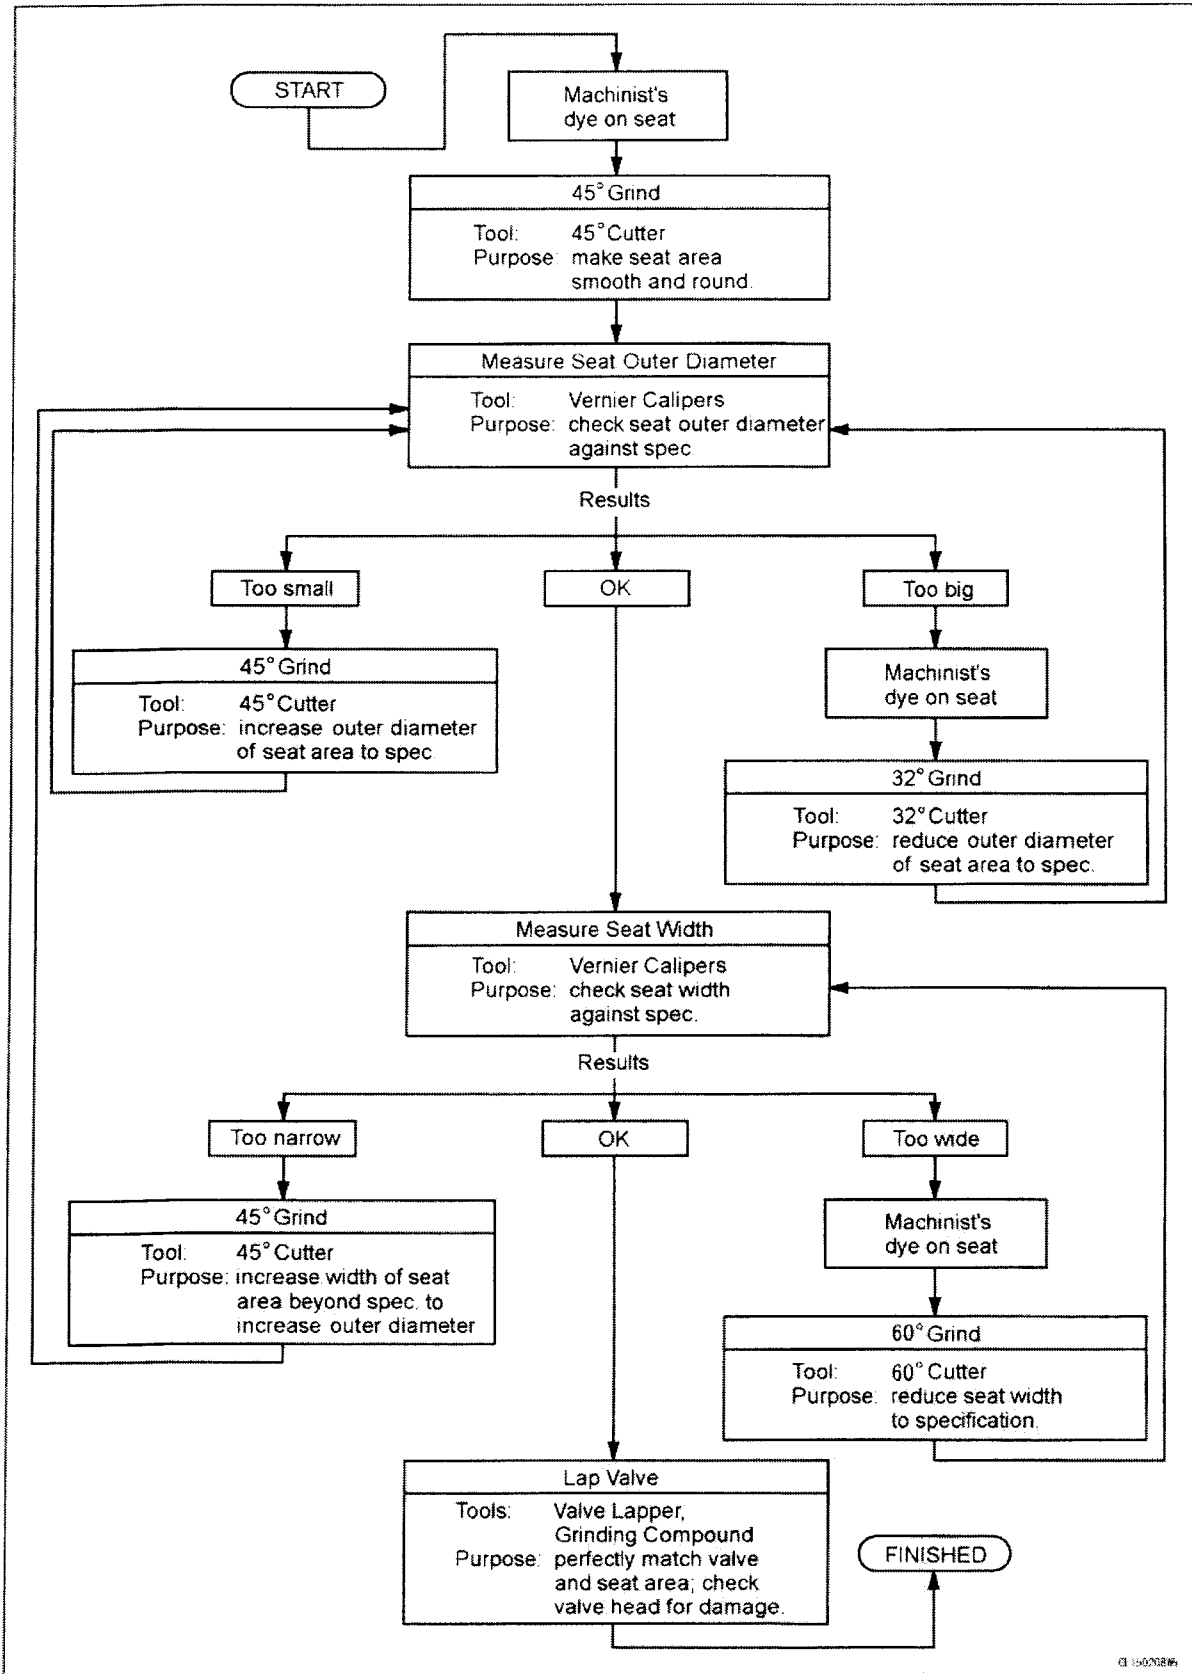 START
Machinist's
dye on seat
45° Grind
Tool: 45° Cutter
Purpose: make seat area
smooth and round.
Measure Seat Outer Diameter
Tool: Vernier Calipers
Purpose: check seat outer diameter
against spec
Results
Too small
OK
Too big
45° Grind
Tool: 45° Cutter
Purpose: increase outer diameter
of seat area to spec
Machinist's
dye on seat
32° Grind
Tool: 32° Cutter
Purpose: reduce outer diameter
of seat area to spec.
Measure Seat Width
Tool: Vernier Calipers
Purpose: check seat width
against spec.
Results
Too narrow
OK
Too wide
45° Grind
Tool: 45° Cutter
Purpose: increase width of seat
area beyond spec. to
increase outer diameter
Machinist's
dye on seat
60° Grind
Tool: 60° Cutter
Purpose: reduce seat width
to specification.
Lap Valve
Tools: Valve Lapper,
Grinding Compound
Purpose: perfectly match valve
and seat area; check
valve head for damage.
FINISHED